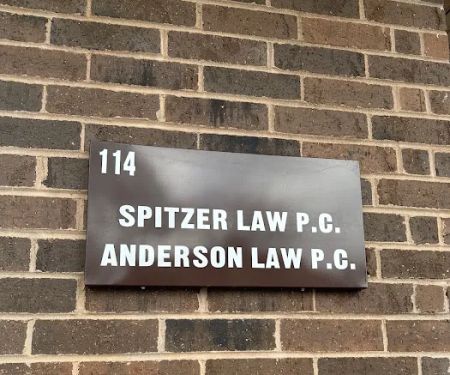 114
SPITZER LAW P.C.
ANDERSON LAW P.C.